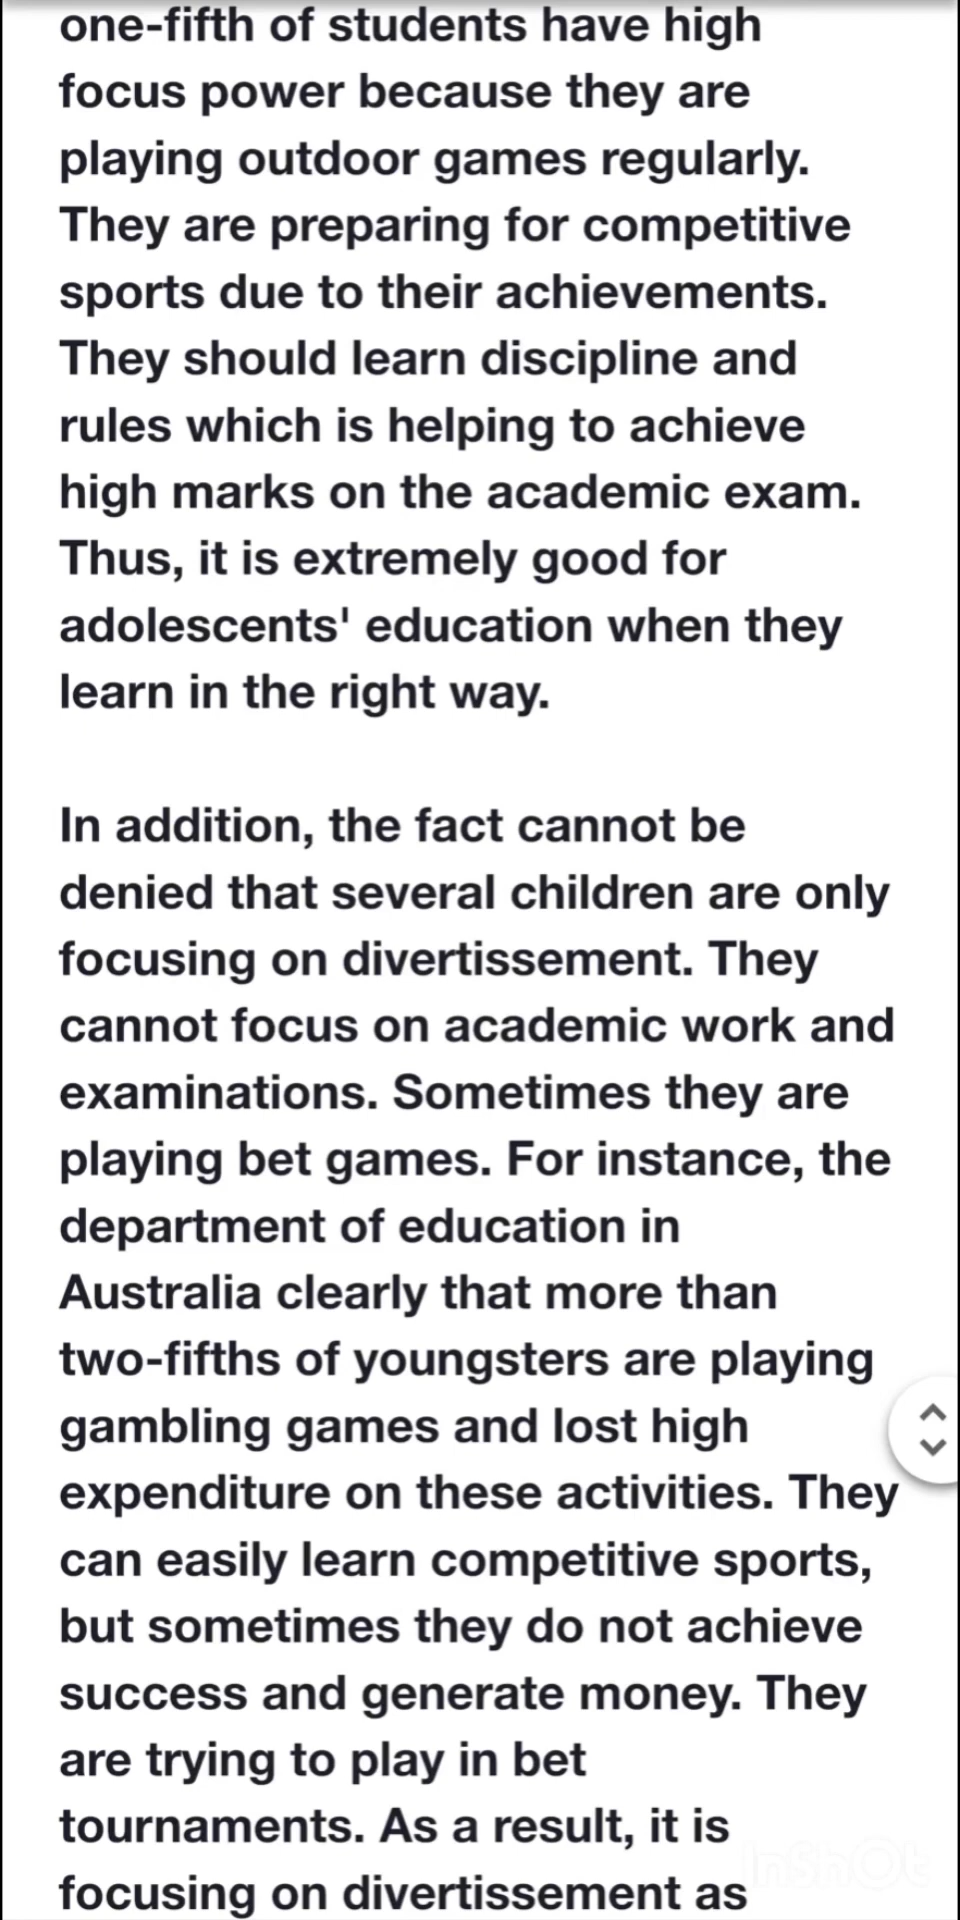 one-fifth of students have high
focus power because they are
playing outdoor games regularly.
They are preparing for competitive
sports due to their achievements.
They should learn discipline and
rules which is helping to achieve
high marks on the academic exam.
Thus, it is extremely good for
adolescents' education when they
learn in the right way.
In addition, the fact cannot be
denied that several children are only
focusing on divertissement. They
cannot focus on academic work and
examinations. Sometimes they are
playing bet games. For instance, the
department of education in
Australia clearly that more than
two-fifths of youngsters are playing
gambling games and lost high
expenditure on these activities. They
can easily learn competitive sports,
but sometimes they do not achieve
success and generate money. They
are trying to play in bet
tournaments. As a result, it is
focusing on divertissement as
InShOt